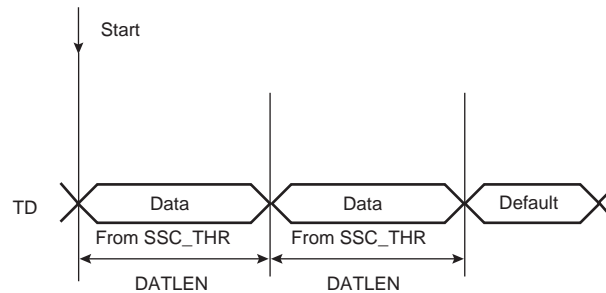 Start
TD
Data
Data
Default
From SSC_THR
From SSC_THR
DATLEN
DATLEN